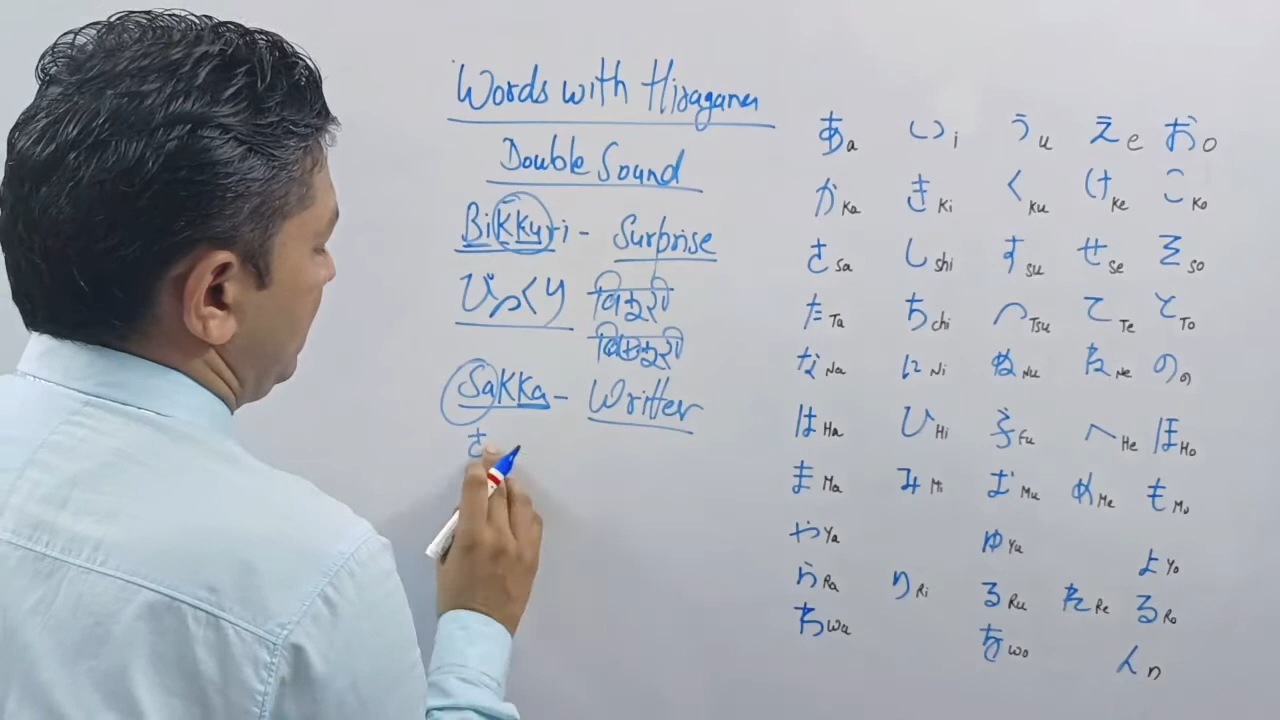 Words with Hiragana
Double Sound
BiKKuri - Surprise
びっくり बिक्कुरी
SaKKa - Writter
さ
あa いi うu えe おo
かKa きKi くKu けKe こKo
さSa しshi すsu せse そso
たTa ちchi つTsu てTe とTo
なNa にNi ぬNu ねNe のn
はHa ひHi ふFu へHe ほHo
まMa みMi むMu めMe もMo
やYa ゆYu よYo
らRa りRi るRu れRe るRo
わWa をwo んn